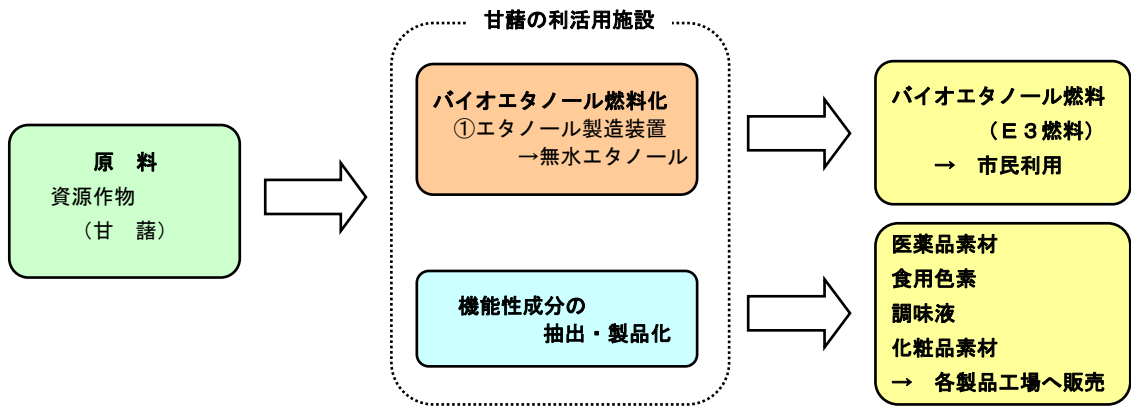 甘藷の利活用施設
原　料
資源作物
（甘　藷）
バイオエタノール燃料化
①エタノール製造装置
→無水エタノール
機能性成分の
抽出・製品化
バイオエタノール燃料
（Ｅ３燃料）
→　市民利用
医薬品素材
食用色素
調味液
化粧品素材
→　各製品工場へ販売